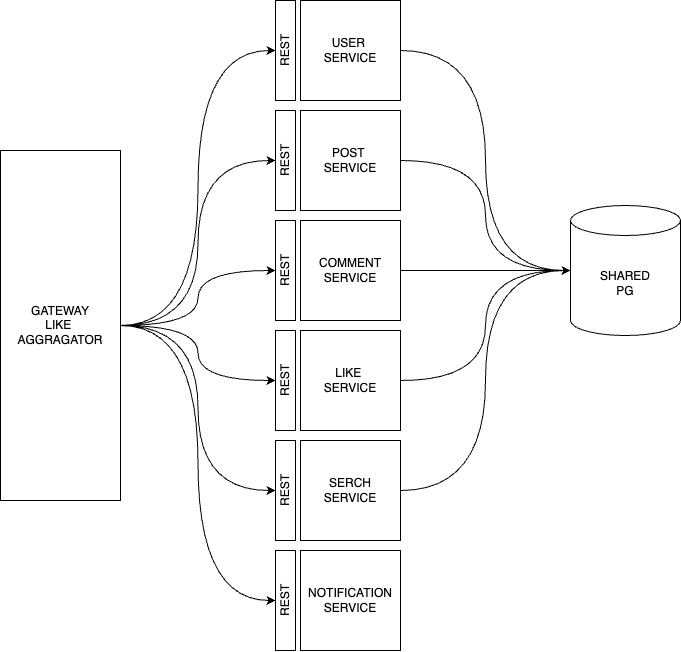 GATEWAY
LIKE
AGGRAGATOR
REST
USER
SERVICE
REST
POST
SERVICE
REST
COMMENT
SERVICE
REST
LIKE
SERVICE
REST
SERCH
SERVICE
REST
NOTIFICATION
SERVICE
SHARED
PG